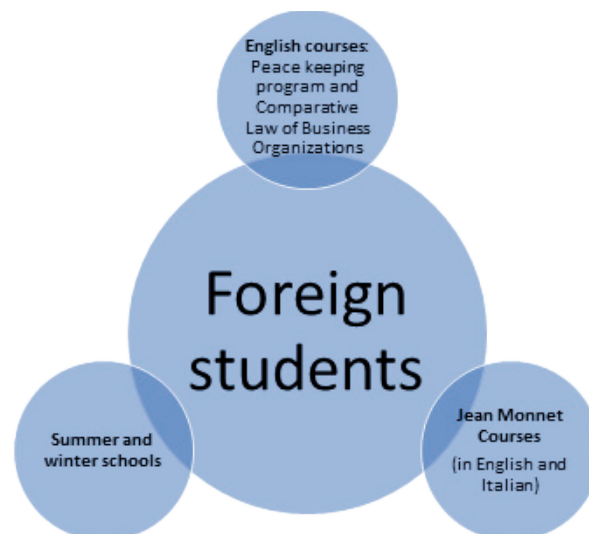 English courses:
Peace keeping
program and
Comparative
Law of Business
Organizations
Foreign
students
Summer and
winter schools
Jean Monnet
Courses
(in English and
Italian)